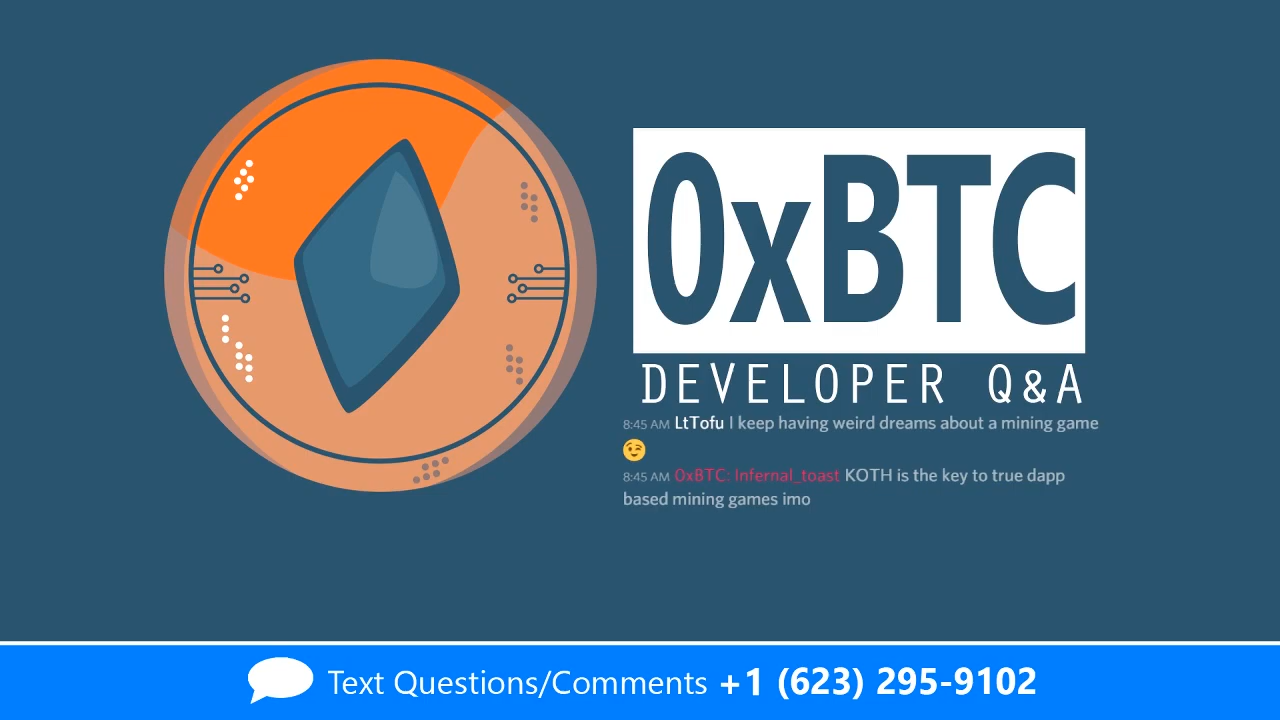 0xBTC
DEVELOPER Q&A
8:45 AM LtTofu I keep having weird dreams about a mining game
😉
8:45 AM 0xBTC: Infernal_toast KOTH is the key to true dapp
based mining games imo
Text Questions/Comments +1 (623) 295-9102